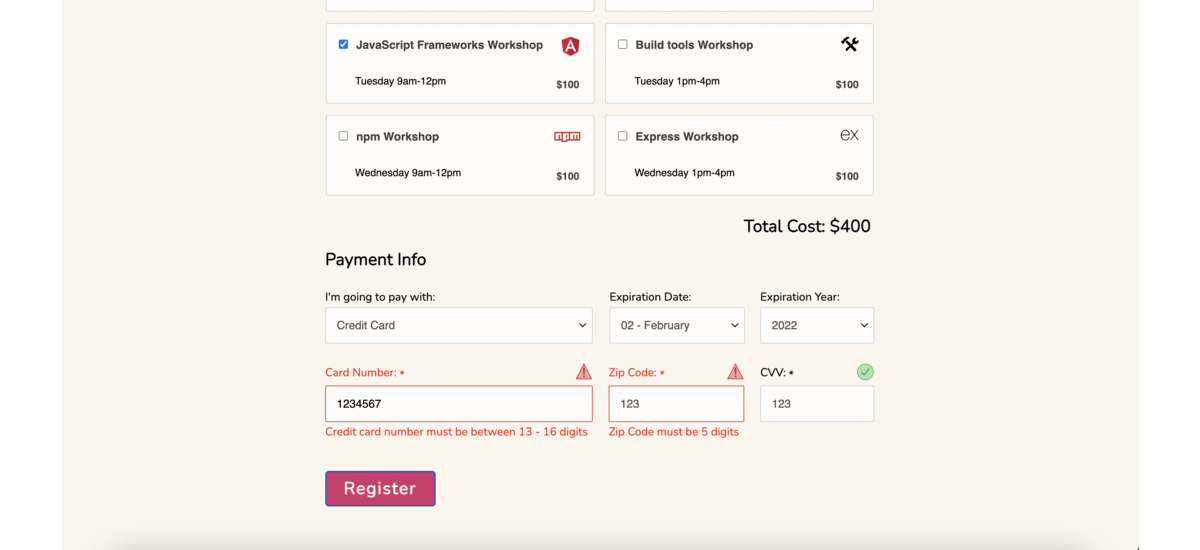 JavaScript Frameworks Workshop
Tuesday 9am-12pm
$100
Build tools Workshop
Tuesday 1pm-4pm
$100
npm Workshop
npm
Wednesday 9am-12pm
$100
Express Workshop
ex
Wednesday 1pm-4pm
$100
Total Cost: $400
Payment Info
I'm going to pay with:
Expiration Date:
Expiration Year:
Credit Card
02 - February
2022
Card Number: *
Zip Code: *
CVV: *
1234567
123
123
Credit card number must be between 13 - 16 digits
Zip Code must be 5 digits
Register